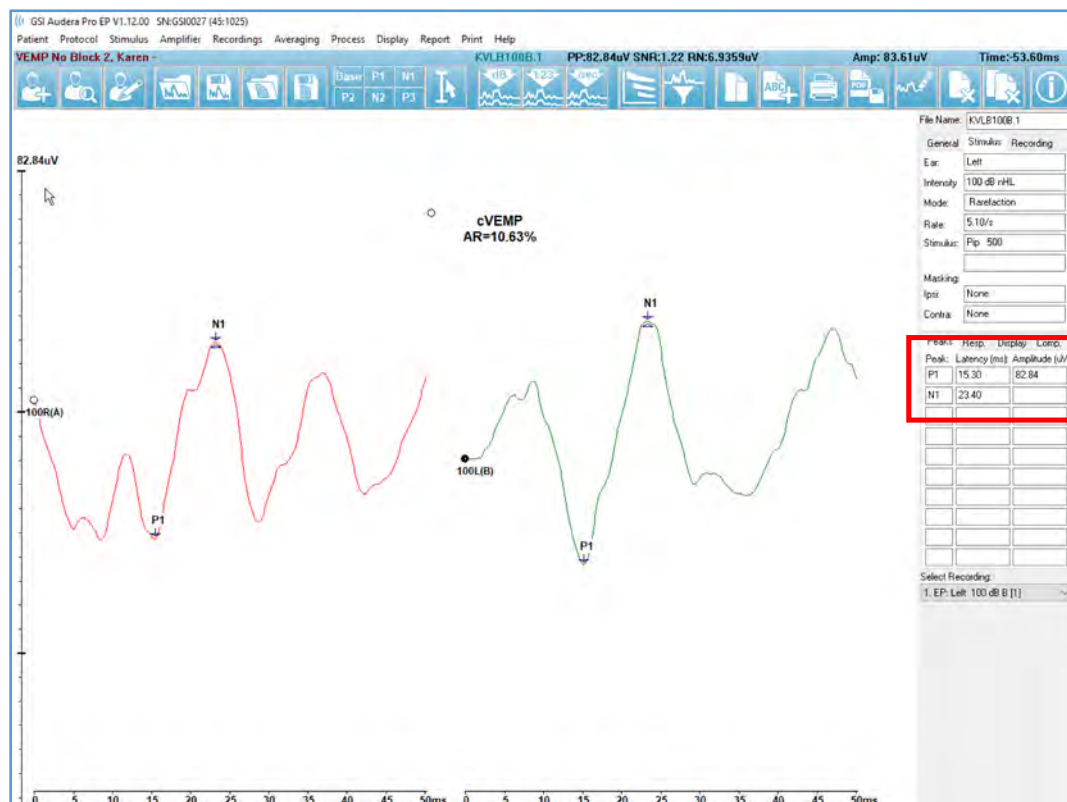 GSI Audera Pro EP V1.12.00 SN:GSI0027 (45:1025)
Patient Protocol Stimulus Amplifier Recordings Averaging Process Display Report Print Help
VEMP No Block 2, Karen - KVLB100B.1 PP:82.84uV SNR:1.22 RN:6.9359uV Amp: 83.61uV Time:-53.60ms
dB 123 sec Base P1 N1
P2 N2 P3 ABC PDF
File Name: KVLB100B.1
General Stimulus Recording
Ear: Left
Intensity 100 dB nHL
Mode: Rarefaction
Rate: 5.10/s
Stimulus: Pip 500
Masking:
Ipsi: None
Contra: None
Peaks Resp. Display Comp.
Peak: Latency (ms): Amplitude (uV
P1 15.30 82.84
N1 23.40
Select Recording:
1. EP: Left 100 dB B [1]
82.84uV
cVEMP
AR=10.63%
N1
N1
100R(A)
100L(B)
P1
P1
0 5 10 15 20 25 30 35 40 45 50ms
0 5 10 15 20 25 30 35 40 45 50ms